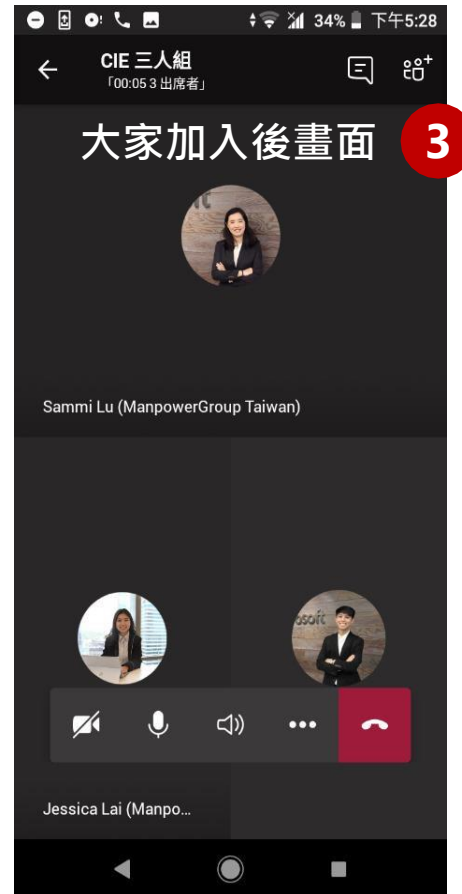 34% 下午5:28
CIE 三人組
「00:05 3 出席者」
大家加入後畫面 3
Sammi Lu (ManpowerGroup Taiwan)
osoft
Jessica Lai (Manpo...